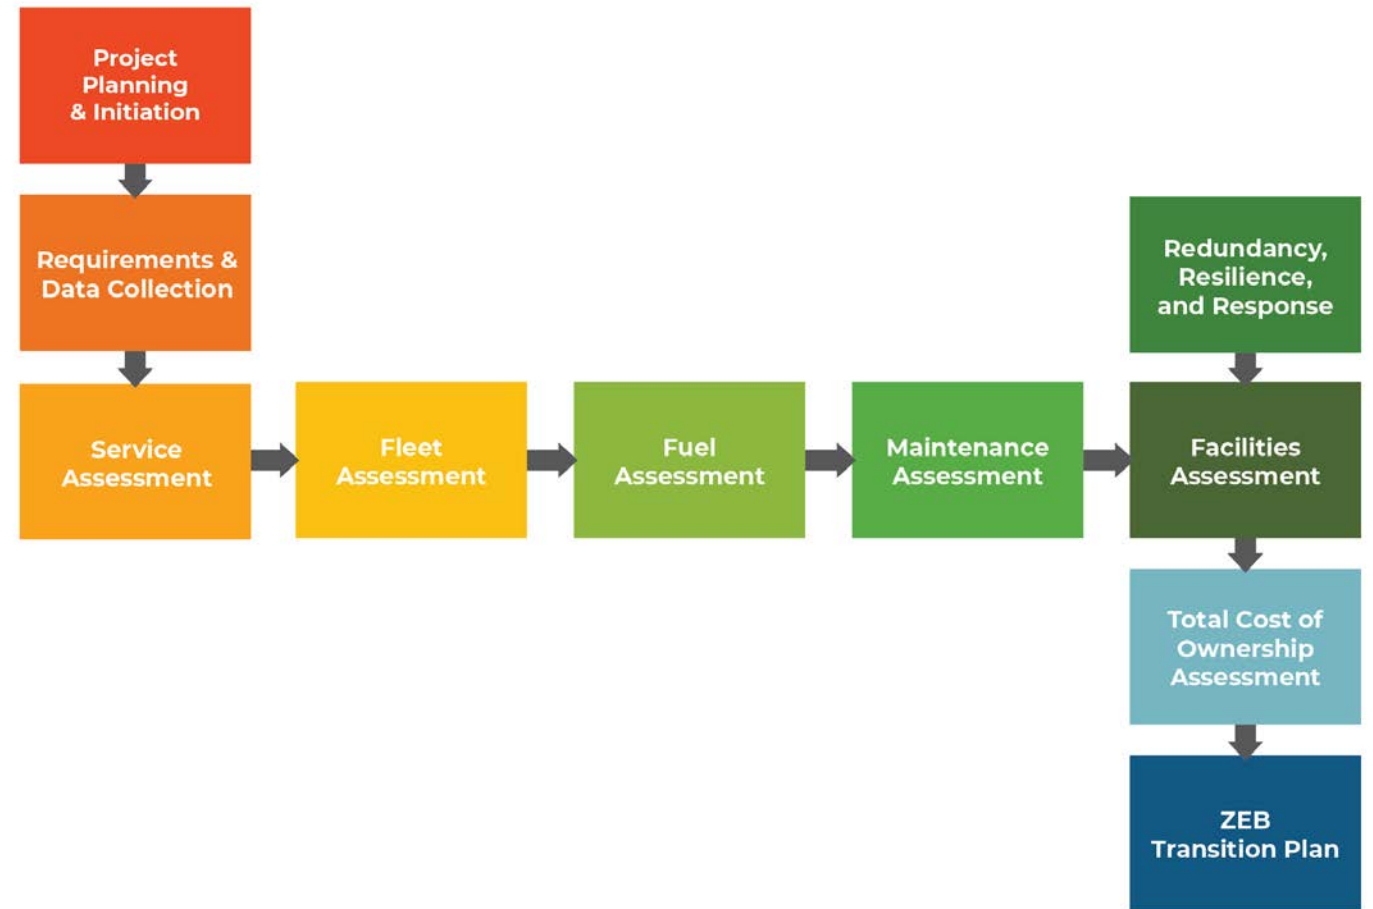 Project
Planning
& Initiation
Requirements &
Data Collection
Service
Assessment
Fleet
Assessment
Fuel
Assessment
Maintenance
Assessment
Redundancy,
Resilience,
and Response
Facilities
Assessment
Total Cost of
Ownership
Assessment
ZEB
Transition Plan